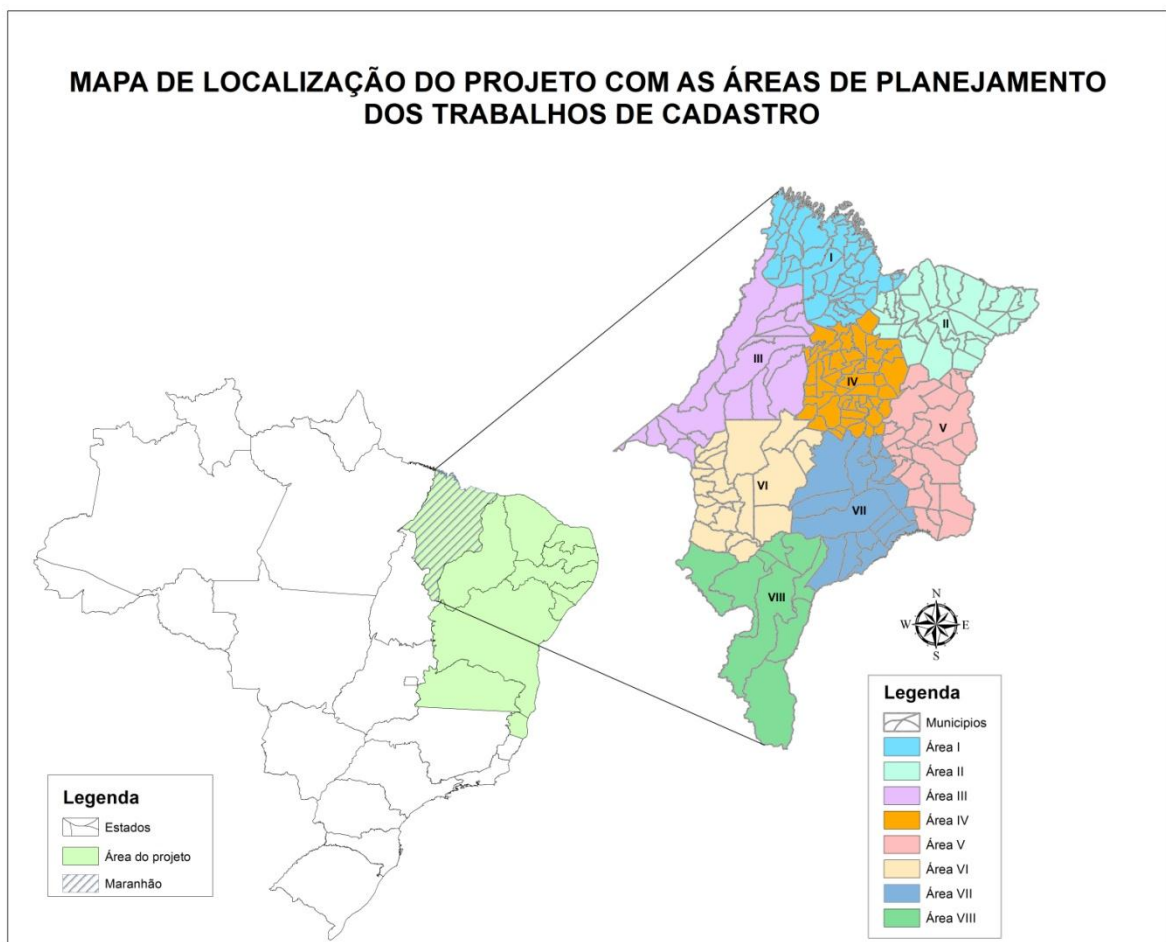 MAPA DE LOCALIZAÇÃO DO PROJETO COM AS ÁREAS DE PLANEJAMENTO
DOS TRABALHOS DE CADASTRO
I
II
III
IV
V
VI
VII
VIII
N
W E
S
Legenda
Estados
Área do projeto
Maranhão
Legenda
Municipios
Área I
Área II
Área III
Área IV
Área V
Área VI
Área VII
Área VIII